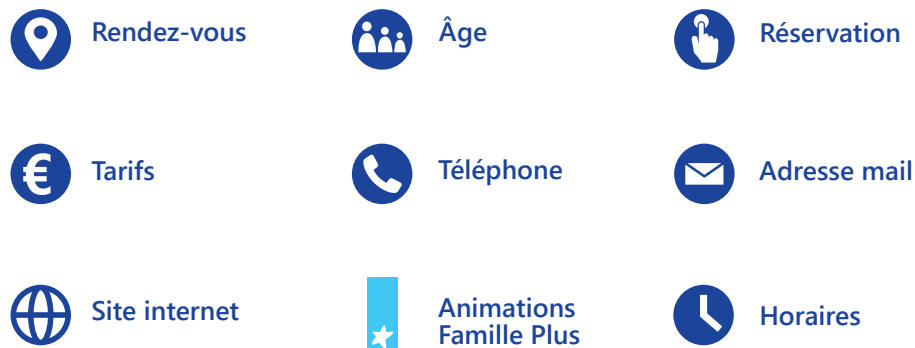 Rendez-vous
Âge
Réservation
Tarifs
Téléphone
Adresse mail
Site internet
Animations
Famille Plus
Horaires